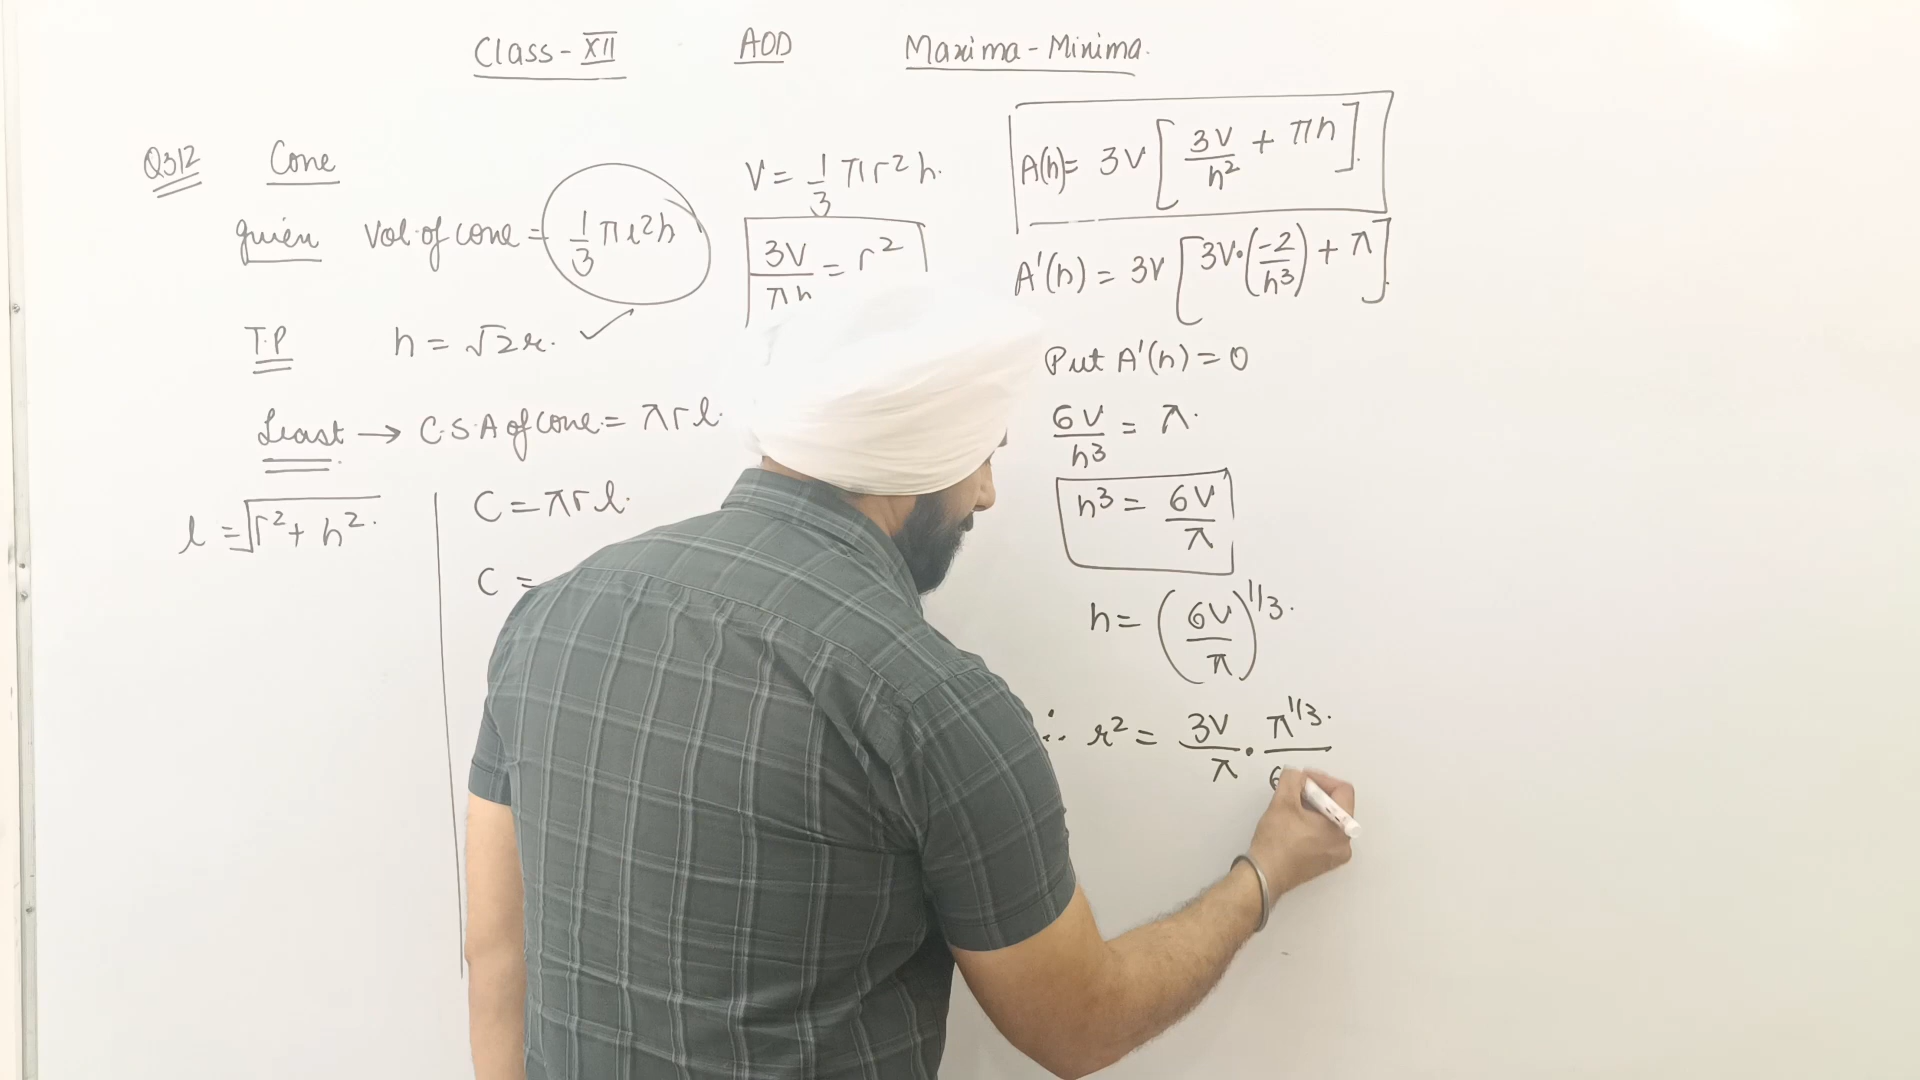 Class-XII AOD Maxima-Minima.
Q312 Cone
given Vol. of cone = 1/3 πr²h
T.P h = √2r. ✓
Least → C.S.A of cone = πrl.
l = √r²+h².
C = πrl.
C =
V = 1/3 πr²h.
3V/πh = r²
A(h) = 3V [3V/h² + πh].
A'(h) = 3V [3V·(-2/h³) + π].
Put A'(h) = 0
6V/h³ = π.
h³ = 6V/π
h = (6V/π)^1/3.
∴ r² = 3V/π · π^1/3. / 6